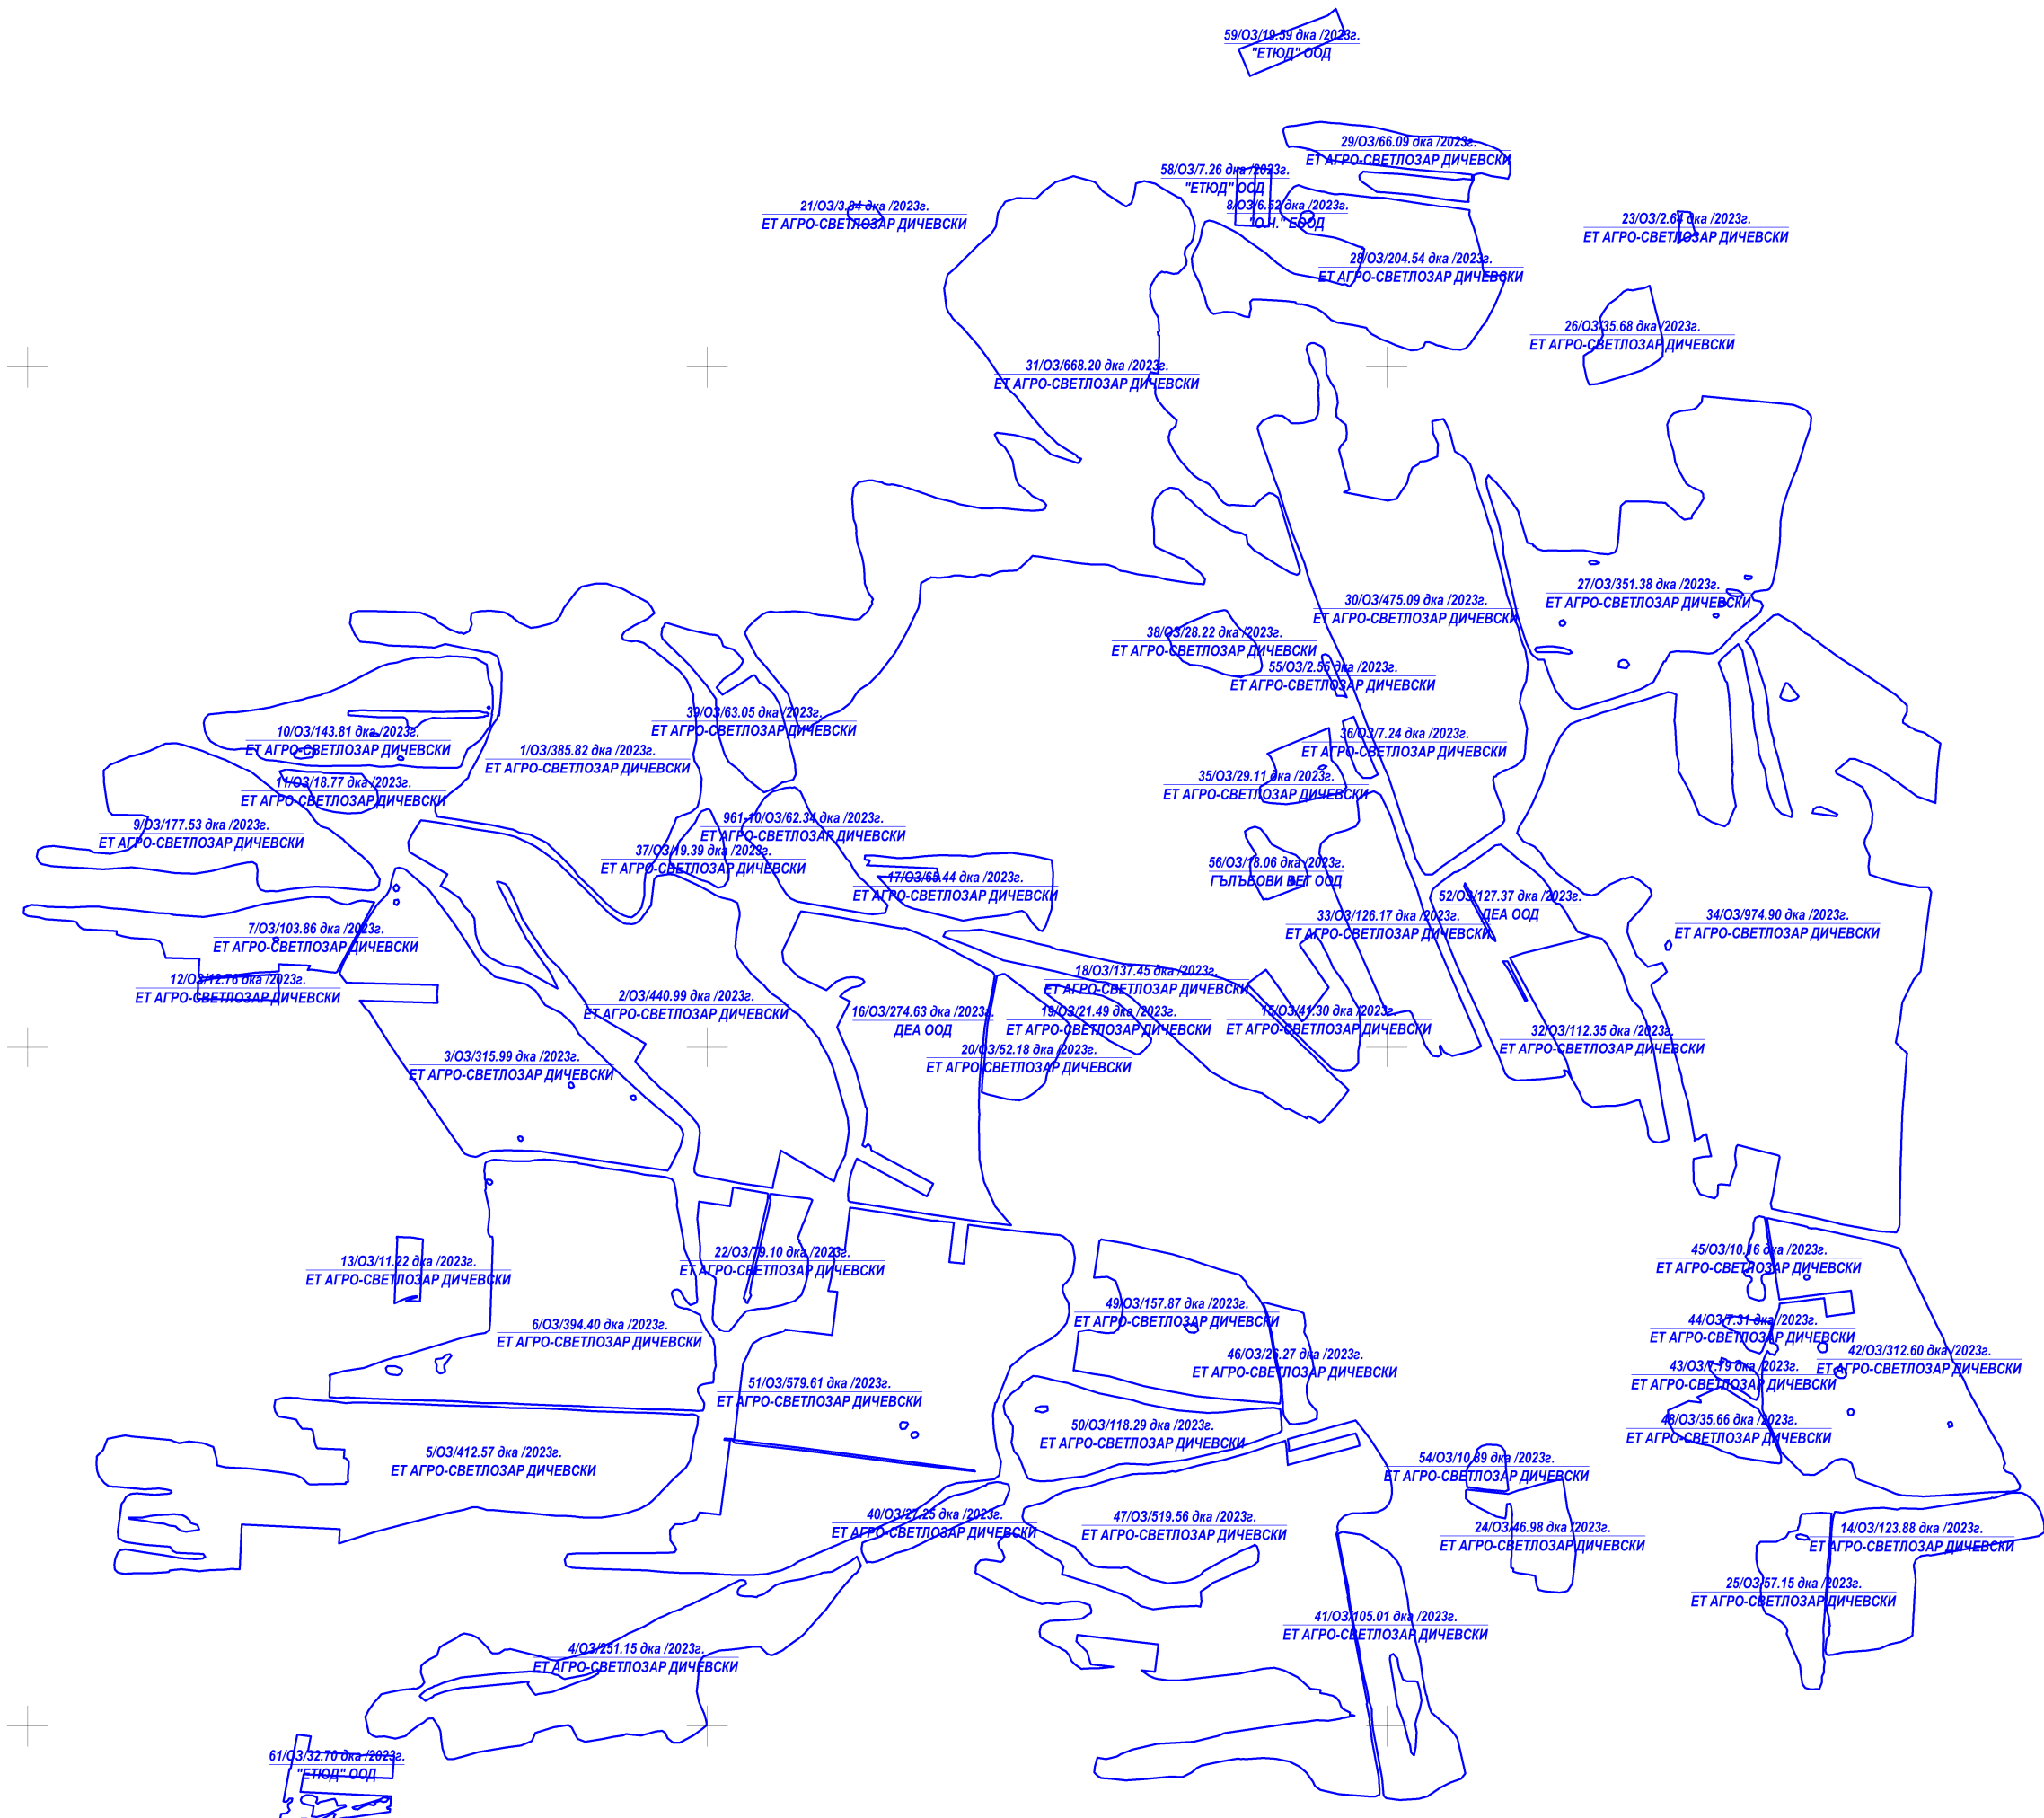 59/ОЗ/19.59 дка /2023г.
"ЕТЮД" ООД
29/ОЗ/66.09 дка /2023г.
ЕТ АГРО-СВЕТЛОЗАР ДИЧЕВСКИ
58/ОЗ/7.26 дка /2023г.
"ЕТЮД" ООД
8/ОЗ/6.52 дка /2023г.
"О.Н." ЕООД
21/ОЗ/3.84 дка /2023г.
ЕТ АГРО-СВЕТЛОЗАР ДИЧЕВСКИ
23/ОЗ/2.64 дка /2023г.
ЕТ АГРО-СВЕТЛОЗАР ДИЧЕВСКИ
28/ОЗ/204.54 дка /2023г.
ЕТ АГРО-СВЕТЛОЗАР ДИЧЕВСКИ
26/ОЗ/35.68 дка /2023г.
ЕТ АГРО-СВЕТЛОЗАР ДИЧЕВСКИ
31/ОЗ/668.20 дка /2023г.
ЕТ АГРО-СВЕТЛОЗАР ДИЧЕВСКИ
27/ОЗ/351.38 дка /2023г.
ЕТ АГРО-СВЕТЛОЗАР ДИЧЕВСКИ
30/ОЗ/475.09 дка /2023г.
ЕТ АГРО-СВЕТЛОЗАР ДИЧЕВСКИ
38/ОЗ/28.22 дка /2023г.
ЕТ АГРО-СВЕТЛОЗАР ДИЧЕВСКИ
55/ОЗ/2.55 дка /2023г.
ЕТ АГРО-СВЕТЛОЗАР ДИЧЕВСКИ
39/ОЗ/63.05 дка /2023г.
ЕТ АГРО-СВЕТЛОЗАР ДИЧЕВСКИ
10/ОЗ/143.81 дка /2023г.
ЕТ АГРО-СВЕТЛОЗАР ДИЧЕВСКИ
1/ОЗ/385.82 дка /2023г.
ЕТ АГРО-СВЕТЛОЗАР ДИЧЕВСКИ
36/ОЗ/7.24 дка /2023г.
ЕТ АГРО-СВЕТЛОЗАР ДИЧЕВСКИ
11/ОЗ/18.77 дка /2023г.
ЕТ АГРО-СВЕТЛОЗАР ДИЧЕВСКИ
35/ОЗ/29.11 дка /2023г.
ЕТ АГРО-СВЕТЛОЗАР ДИЧЕВСКИ
9/ОЗ/177.53 дка /2023г.
ЕТ АГРО-СВЕТЛОЗАР ДИЧЕВСКИ
961-10/ОЗ/62.34 дка /2023г.
ЕТ АГРО-СВЕТЛОЗАР ДИЧЕВСКИ
37/ОЗ/19.39 дка /2023г.
ЕТ АГРО-СВЕТЛОЗАР ДИЧЕВСКИ
17/ОЗ/65.44 дка /2023г.
ЕТ АГРО-СВЕТЛОЗАР ДИЧЕВСКИ
56/ОЗ/18.06 дка /2023г.
ГЪЛЪБОВИ ВЕТ ООД
52/ОЗ/127.37 дка /2023г.
ДЕА ООД
33/ОЗ/126.17 дка /2023г.
ЕТ АГРО-СВЕТЛОЗАР ДИЧЕВСКИ
34/ОЗ/974.90 дка /2023г.
ЕТ АГРО-СВЕТЛОЗАР ДИЧЕВСКИ
7/ОЗ/103.86 дка /2023г.
ЕТ АГРО-СВЕТЛОЗАР ДИЧЕВСКИ
12/ОЗ/12.76 дка /2023г.
ЕТ АГРО-СВЕТЛОЗАР ДИЧЕВСКИ
18/ОЗ/137.45 дка /2023г.
ЕТ АГРО-СВЕТЛОЗАР ДИЧЕВСКИ
2/ОЗ/440.99 дка /2023г.
ЕТ АГРО-СВЕТЛОЗАР ДИЧЕВСКИ
16/ОЗ/274.63 дка /2023г.
ДЕА ООД
19/ОЗ/21.49 дка /2023г.
ЕТ АГРО-СВЕТЛОЗАР ДИЧЕВСКИ
15/ОЗ/41.30 дка /2023г.
ЕТ АГРО-СВЕТЛОЗАР ДИЧЕВСКИ
32/ОЗ/112.35 дка /2023г.
ЕТ АГРО-СВЕТЛОЗАР ДИЧЕВСКИ
20/ОЗ/52.18 дка /2023г.
ЕТ АГРО-СВЕТЛОЗАР ДИЧЕВСКИ
3/ОЗ/315.99 дка /2023г.
ЕТ АГРО-СВЕТЛОЗАР ДИЧЕВСКИ
13/ОЗ/11.22 дка /2023г.
ЕТ АГРО-СВЕТЛОЗАР ДИЧЕВСКИ
22/ОЗ/79.10 дка /2023г.
ЕТ АГРО-СВЕТЛОЗАР ДИЧЕВСКИ
45/ОЗ/10.16 дка /2023г.
ЕТ АГРО-СВЕТЛОЗАР ДИЧЕВСКИ
49/ОЗ/157.87 дка /2023г.
ЕТ АГРО-СВЕТЛОЗАР ДИЧЕВСКИ
6/ОЗ/394.40 дка /2023г.
ЕТ АГРО-СВЕТЛОЗАР ДИЧЕВСКИ
44/ОЗ/7.31 дка /2023г.
ЕТ АГРО-СВЕТЛОЗАР ДИЧЕВСКИ
46/ОЗ/26.27 дка /2023г.
ЕТ АГРО-СВЕТЛОЗАР ДИЧЕВСКИ
42/ОЗ/312.60 дка /2023г.
ЕТ АГРО-СВЕТЛОЗАР ДИЧЕВСКИ
43/ОЗ/7.79 дка /2023г.
ЕТ АГРО-СВЕТЛОЗАР ДИЧЕВСКИ
51/ОЗ/579.61 дка /2023г.
ЕТ АГРО-СВЕТЛОЗАР ДИЧЕВСКИ
50/ОЗ/118.29 дка /2023г.
ЕТ АГРО-СВЕТЛОЗАР ДИЧЕВСКИ
48/ОЗ/35.66 дка /2023г.
ЕТ АГРО-СВЕТЛОЗАР ДИЧЕВСКИ
5/ОЗ/412.57 дка /2023г.
ЕТ АГРО-СВЕТЛОЗАР ДИЧЕВСКИ
54/ОЗ/10.89 дка /2023г.
ЕТ АГРО-СВЕТЛОЗАР ДИЧЕВСКИ
40/ОЗ/27.25 дка /2023г.
ЕТ АГРО-СВЕТЛОЗАР ДИЧЕВСКИ
47/ОЗ/519.56 дка /2023г.
ЕТ АГРО-СВЕТЛОЗАР ДИЧЕВСКИ
24/ОЗ/46.98 дка /2023г.
ЕТ АГРО-СВЕТЛОЗАР ДИЧЕВСКИ
14/ОЗ/123.88 дка /2023г.
ЕТ АГРО-СВЕТЛОЗАР ДИЧЕВСКИ
25/ОЗ/57.15 дка /2023г.
ЕТ АГРО-СВЕТЛОЗАР ДИЧЕВСКИ
41/ОЗ/105.01 дка /2023г.
ЕТ АГРО-СВЕТЛОЗАР ДИЧЕВСКИ
4/ОЗ/251.15 дка /2023г.
ЕТ АГРО-СВЕТЛОЗАР ДИЧЕВСКИ
61/ОЗ/32.70 дка /2023г.
"ЕТЮД" ООД